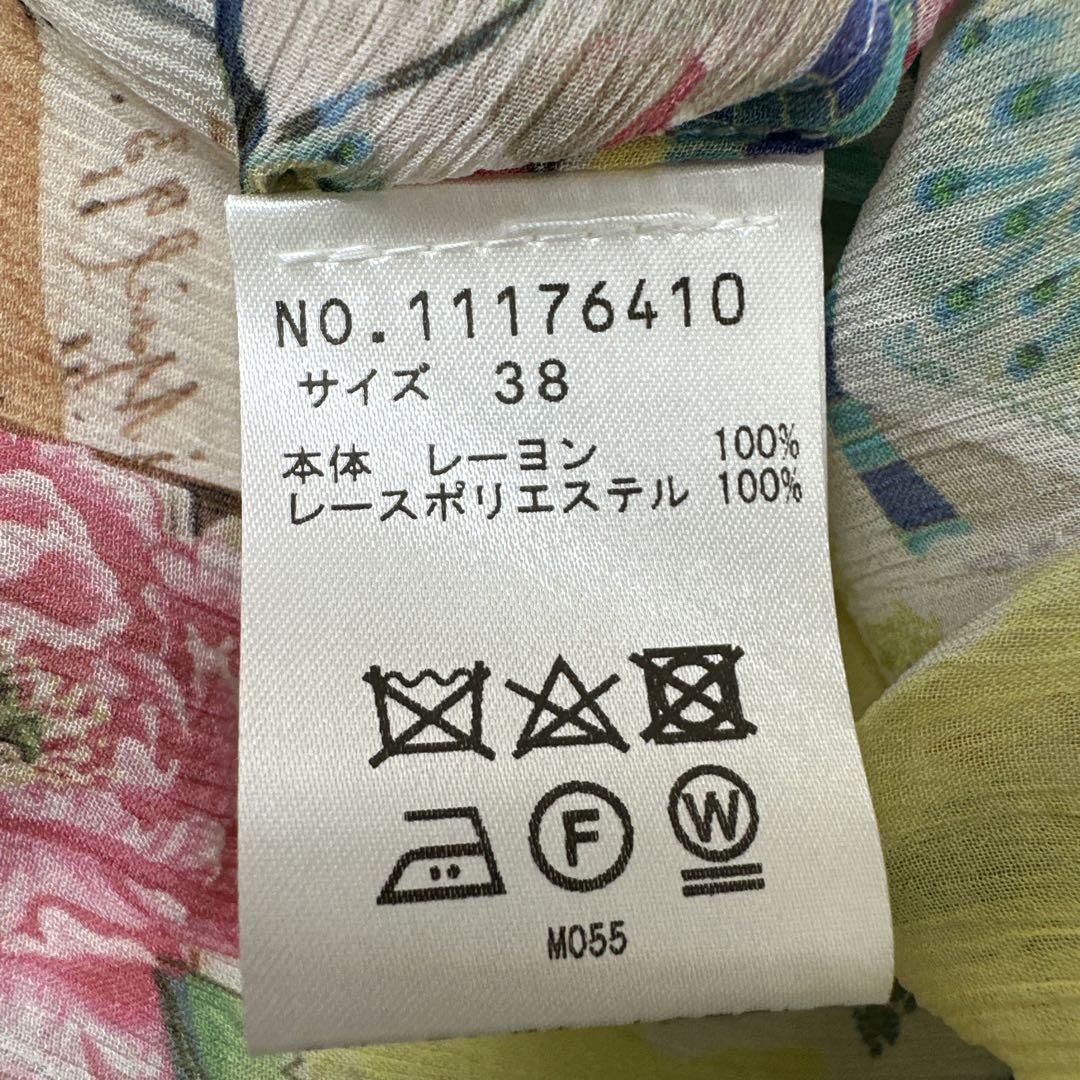 NO.11176410
サイズ 38
本体 レーヨン 100%
レースポリエステル 100%
F W
M055